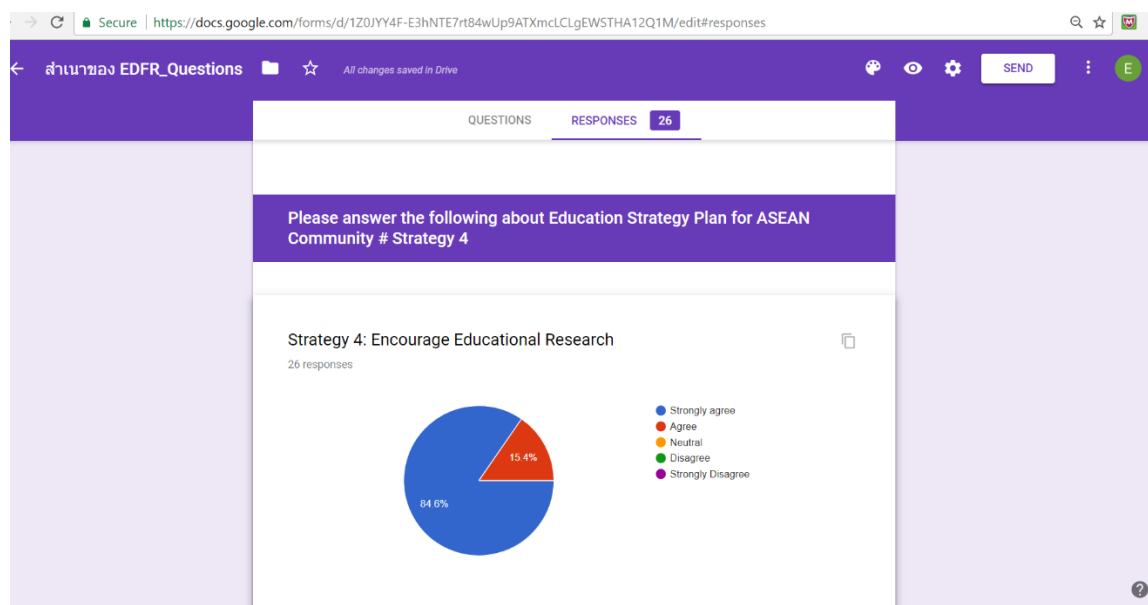 Secure | https://docs.google.com/forms/d/1Z0JYY4F-E3hNTE7rt84wUp9ATXmcLCLgEWSTHA12Q1M/edit#responses
สำเนาของ EDFR_Questions All changes saved in Drive SEND E
QUESTIONS RESPONSES 26
Please answer the following about Education Strategy Plan for ASEAN
Community # Strategy 4
Strategy 4: Encourage Educational Research
26 responses
Strongly agree
Agree
Neutral
Disagree
Strongly Disagree
15.4%
84.6%